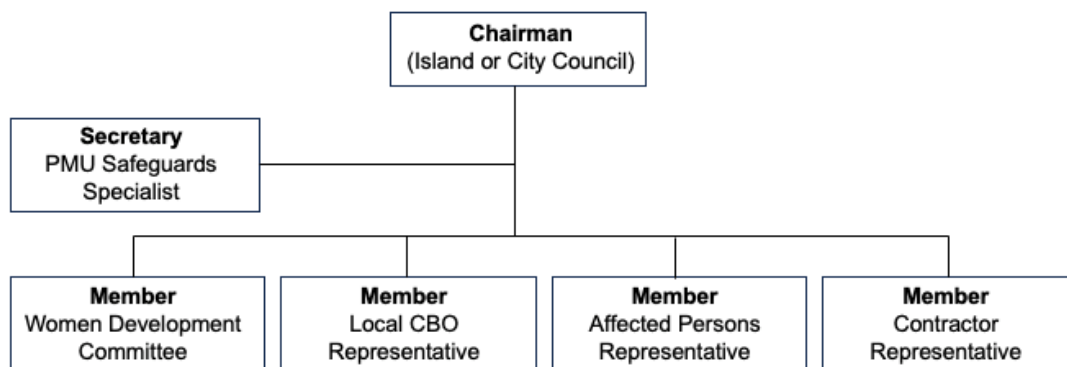 Chairman
(Island or City Council)
Secretary
PMU Safeguards
Specialist
Member
Women Development
Committee
Member
Local CBO
Representative
Member
Affected Persons
Representative
Member
Contractor
Representative